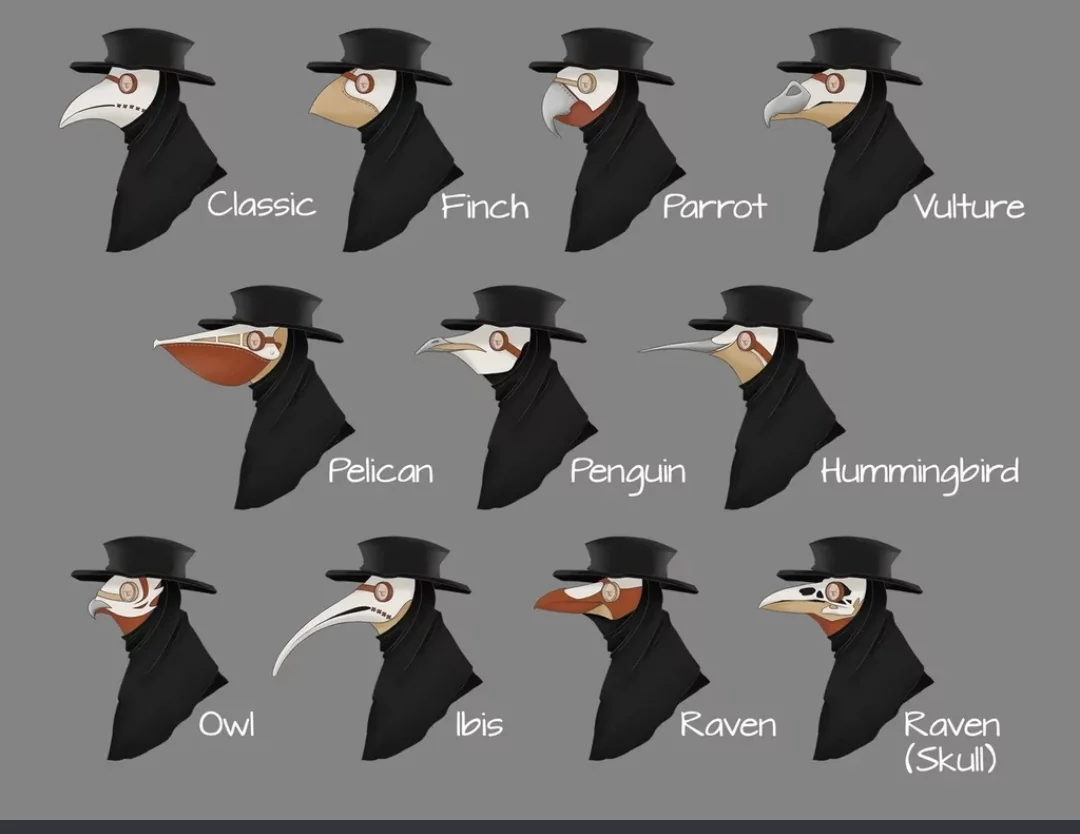 Classic
Finch
Parrot
Vulture
Pelican
Penguin
Hummingbird
Owl
Ibis
Raven
Raven
(Skull)